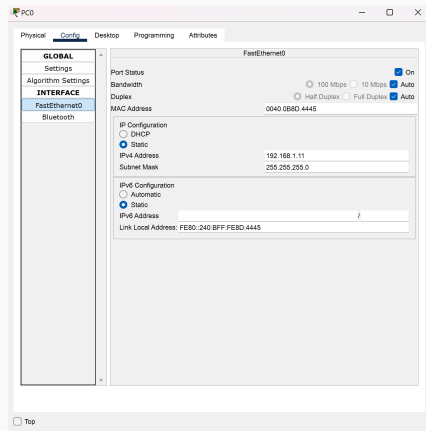 PC0
Physical Config Desktop Programming Attributes
GLOBAL
Settings
Algorithm Settings
INTERFACE
FastEthernet0
Bluetooth
FastEthernet0
Port Status On
Bandwidth 100 Mbps 10 Mbps Auto
Duplex Half Duplex Full Duplex Auto
MAC Address 0040.0B8D.4445
IP Configuration
DHCP
Static
IPv4 Address 192.168.1.11
Subnet Mask 255.255.255.0
IPv6 Configuration
Automatic
Static
IPv6 Address /
Link Local Address: FE80::240:BFF:FE8D:4445
Top